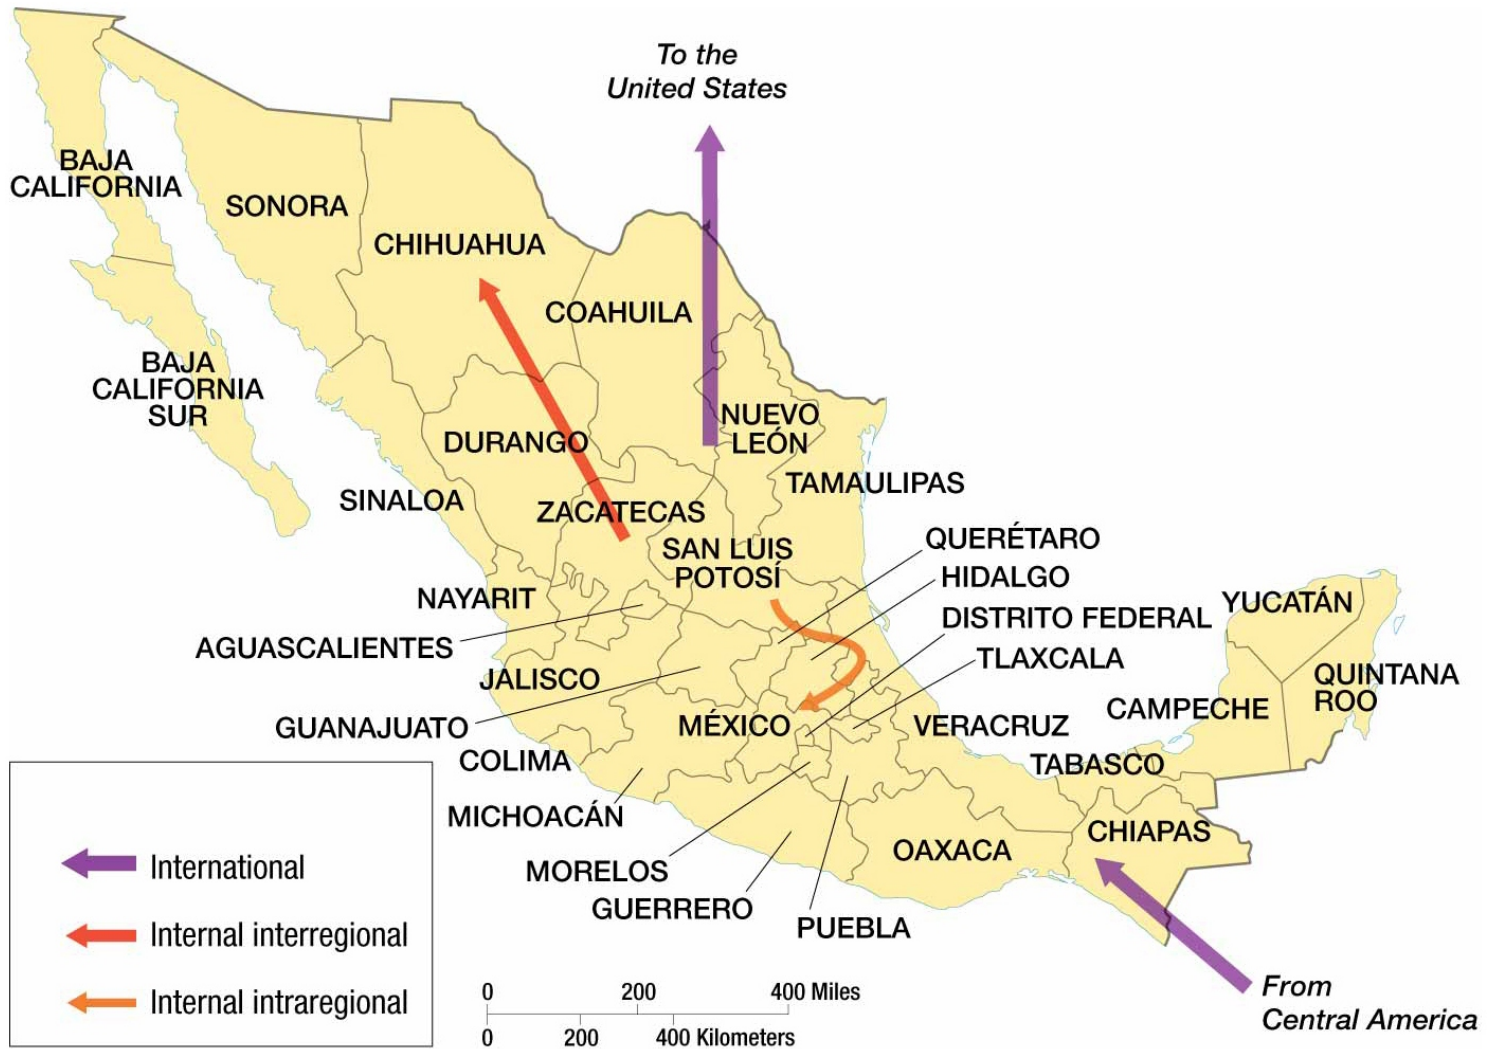 To the
United States
BAJA
CALIFORNIA
SONORA
CHIHUAHUA
COAHUILA
BAJA
CALIFORNIA
SUR
NUEVO
LEÓN
DURANGO
TAMAULIPAS
SINALOA
ZACATECAS
SAN LUIS
POTOSÍ
QUERÉTARO
HIDALGO
DISTRITO FEDERAL
TLAXCALA
NAYARIT
YUCATÁN
AGUASCALIENTES
JALISCO
QUINTANA
ROO
GUANAJUATO
MÉXICO
VERACRUZ
CAMPECHE
COLIMA
TABASCO
MICHOACÁN
CHIAPAS
OAXACA
MORELOS
GUERRERO
PUEBLA
International
Internal interregional
Internal intraregional
0 200 400 Miles
0 200 400 Kilometers
From
Central America